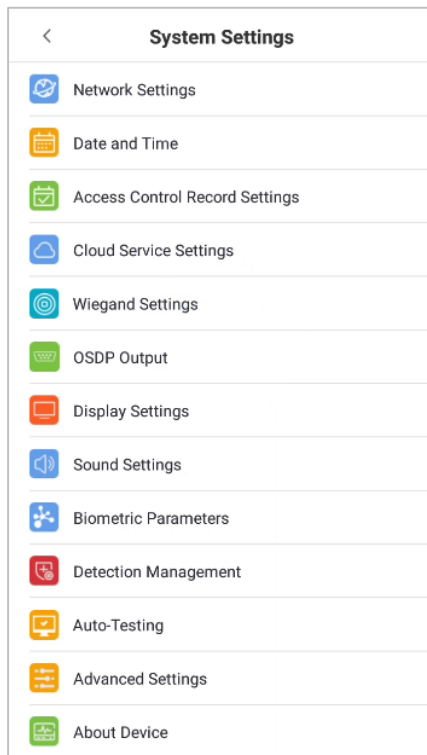 System Settings
Network Settings
Date and Time
Access Control Record Settings
Cloud Service Settings
Wiegand Settings
OSDP Output
Display Settings
Sound Settings
Biometric Parameters
Detection Management
Auto-Testing
Advanced Settings
About Device